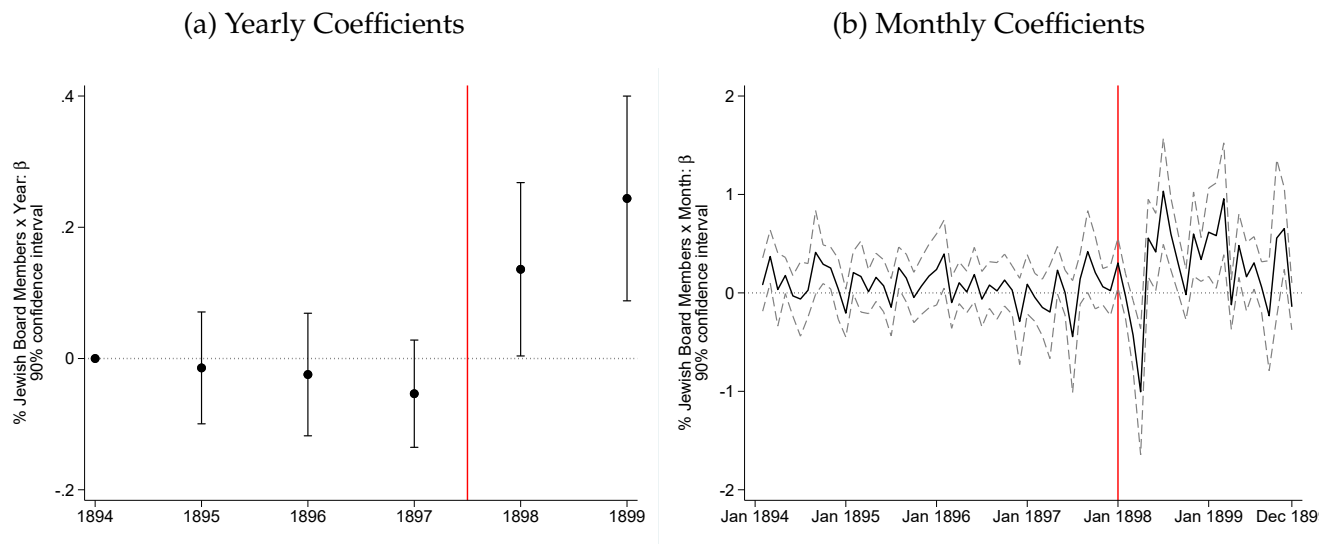 (a) Yearly Coefficients
.4
.2
0
-.2
% Jewish Board Members x Year: β
90% confidence interval
1894 1895 1896 1897 1898 1899
(b) Monthly Coefficients
2
1
0
-1
-2
% Jewish Board Members x Month: β
90% confidence interval
Jan 1894 Jan 1895 Jan 1896 Jan 1897 Jan 1898 Jan 1899 Dec 189